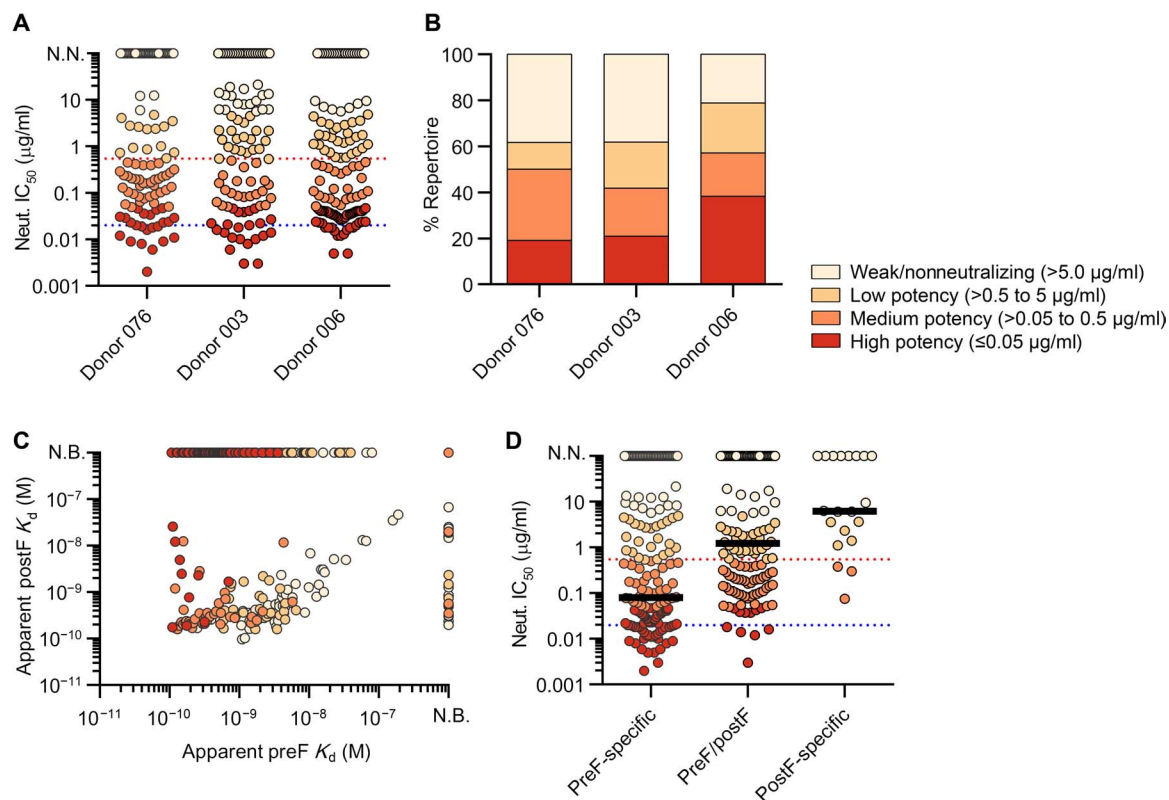 A
Neut. IC50 (μg/ml)
N.N.
10
1
0.1
0.01
0.001
Donor 076
Donor 003
Donor 006
B
% Repertoire
100
80
60
40
20
0
Donor 076
Donor 003
Donor 006
Weak/nonneutralizing (>5.0 μg/ml)
Low potency (>0.5 to 5 μg/ml)
Medium potency (>0.05 to 0.5 μg/ml)
High potency (≤0.05 μg/ml)
C
Apparent postF Kd (M)
N.B.
10−7
10−8
10−9
10−10
10−11
10−11
10−10
10−9
10−8
10−7
N.B.
Apparent preF Kd (M)
D
Neut. IC50 (μg/ml)
N.N.
10
1
0.1
0.01
0.001
PreF-specific
PreF/postF
PostF-specific